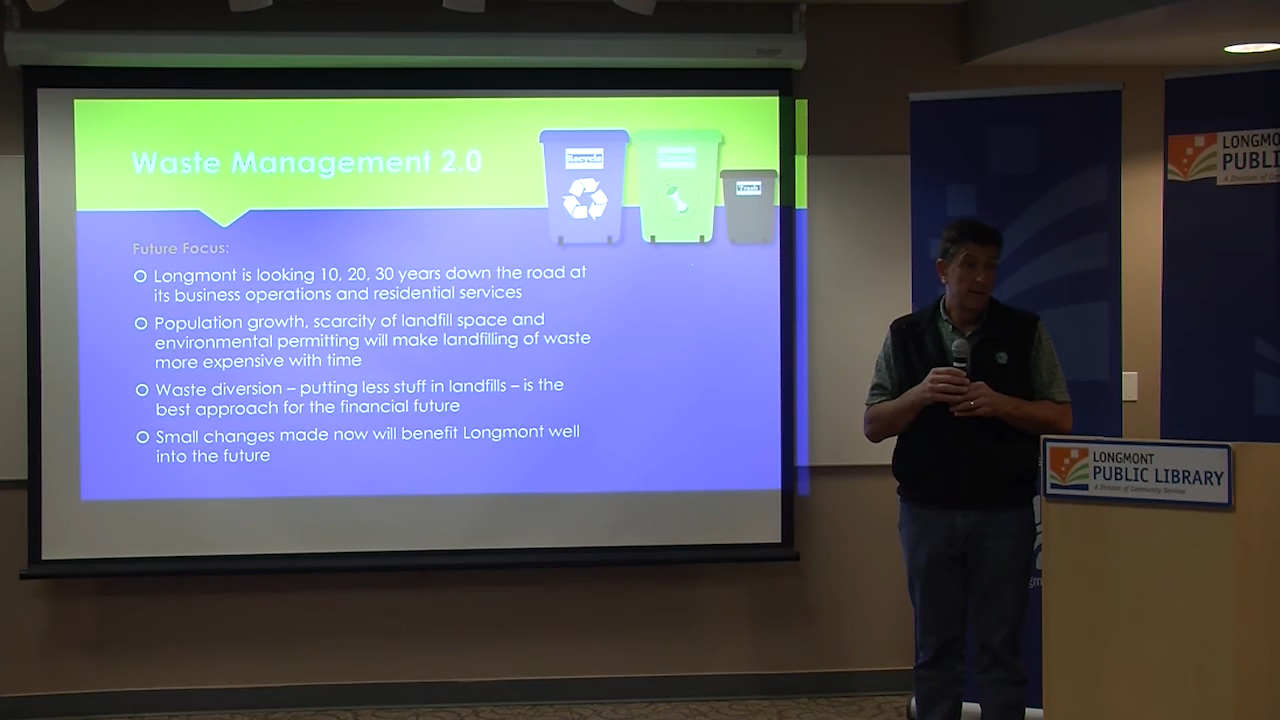 Waste Management 2.0
Recycle
Trash
Future Focus:
Longmont is looking 10, 20, 30 years down the road at
its business operations and residential services
Population growth, scarcity of landfill space and
environmental permitting will make landfilling of waste
more expensive with time
Waste diversion – putting less stuff in landfills – is the
best approach for the financial future
Small changes made now will benefit Longmont well
into the future
LONGMO
PUBLI
A Division of Co
LONGMONT
PUBLIC LIBRARY
A Division of Community Services